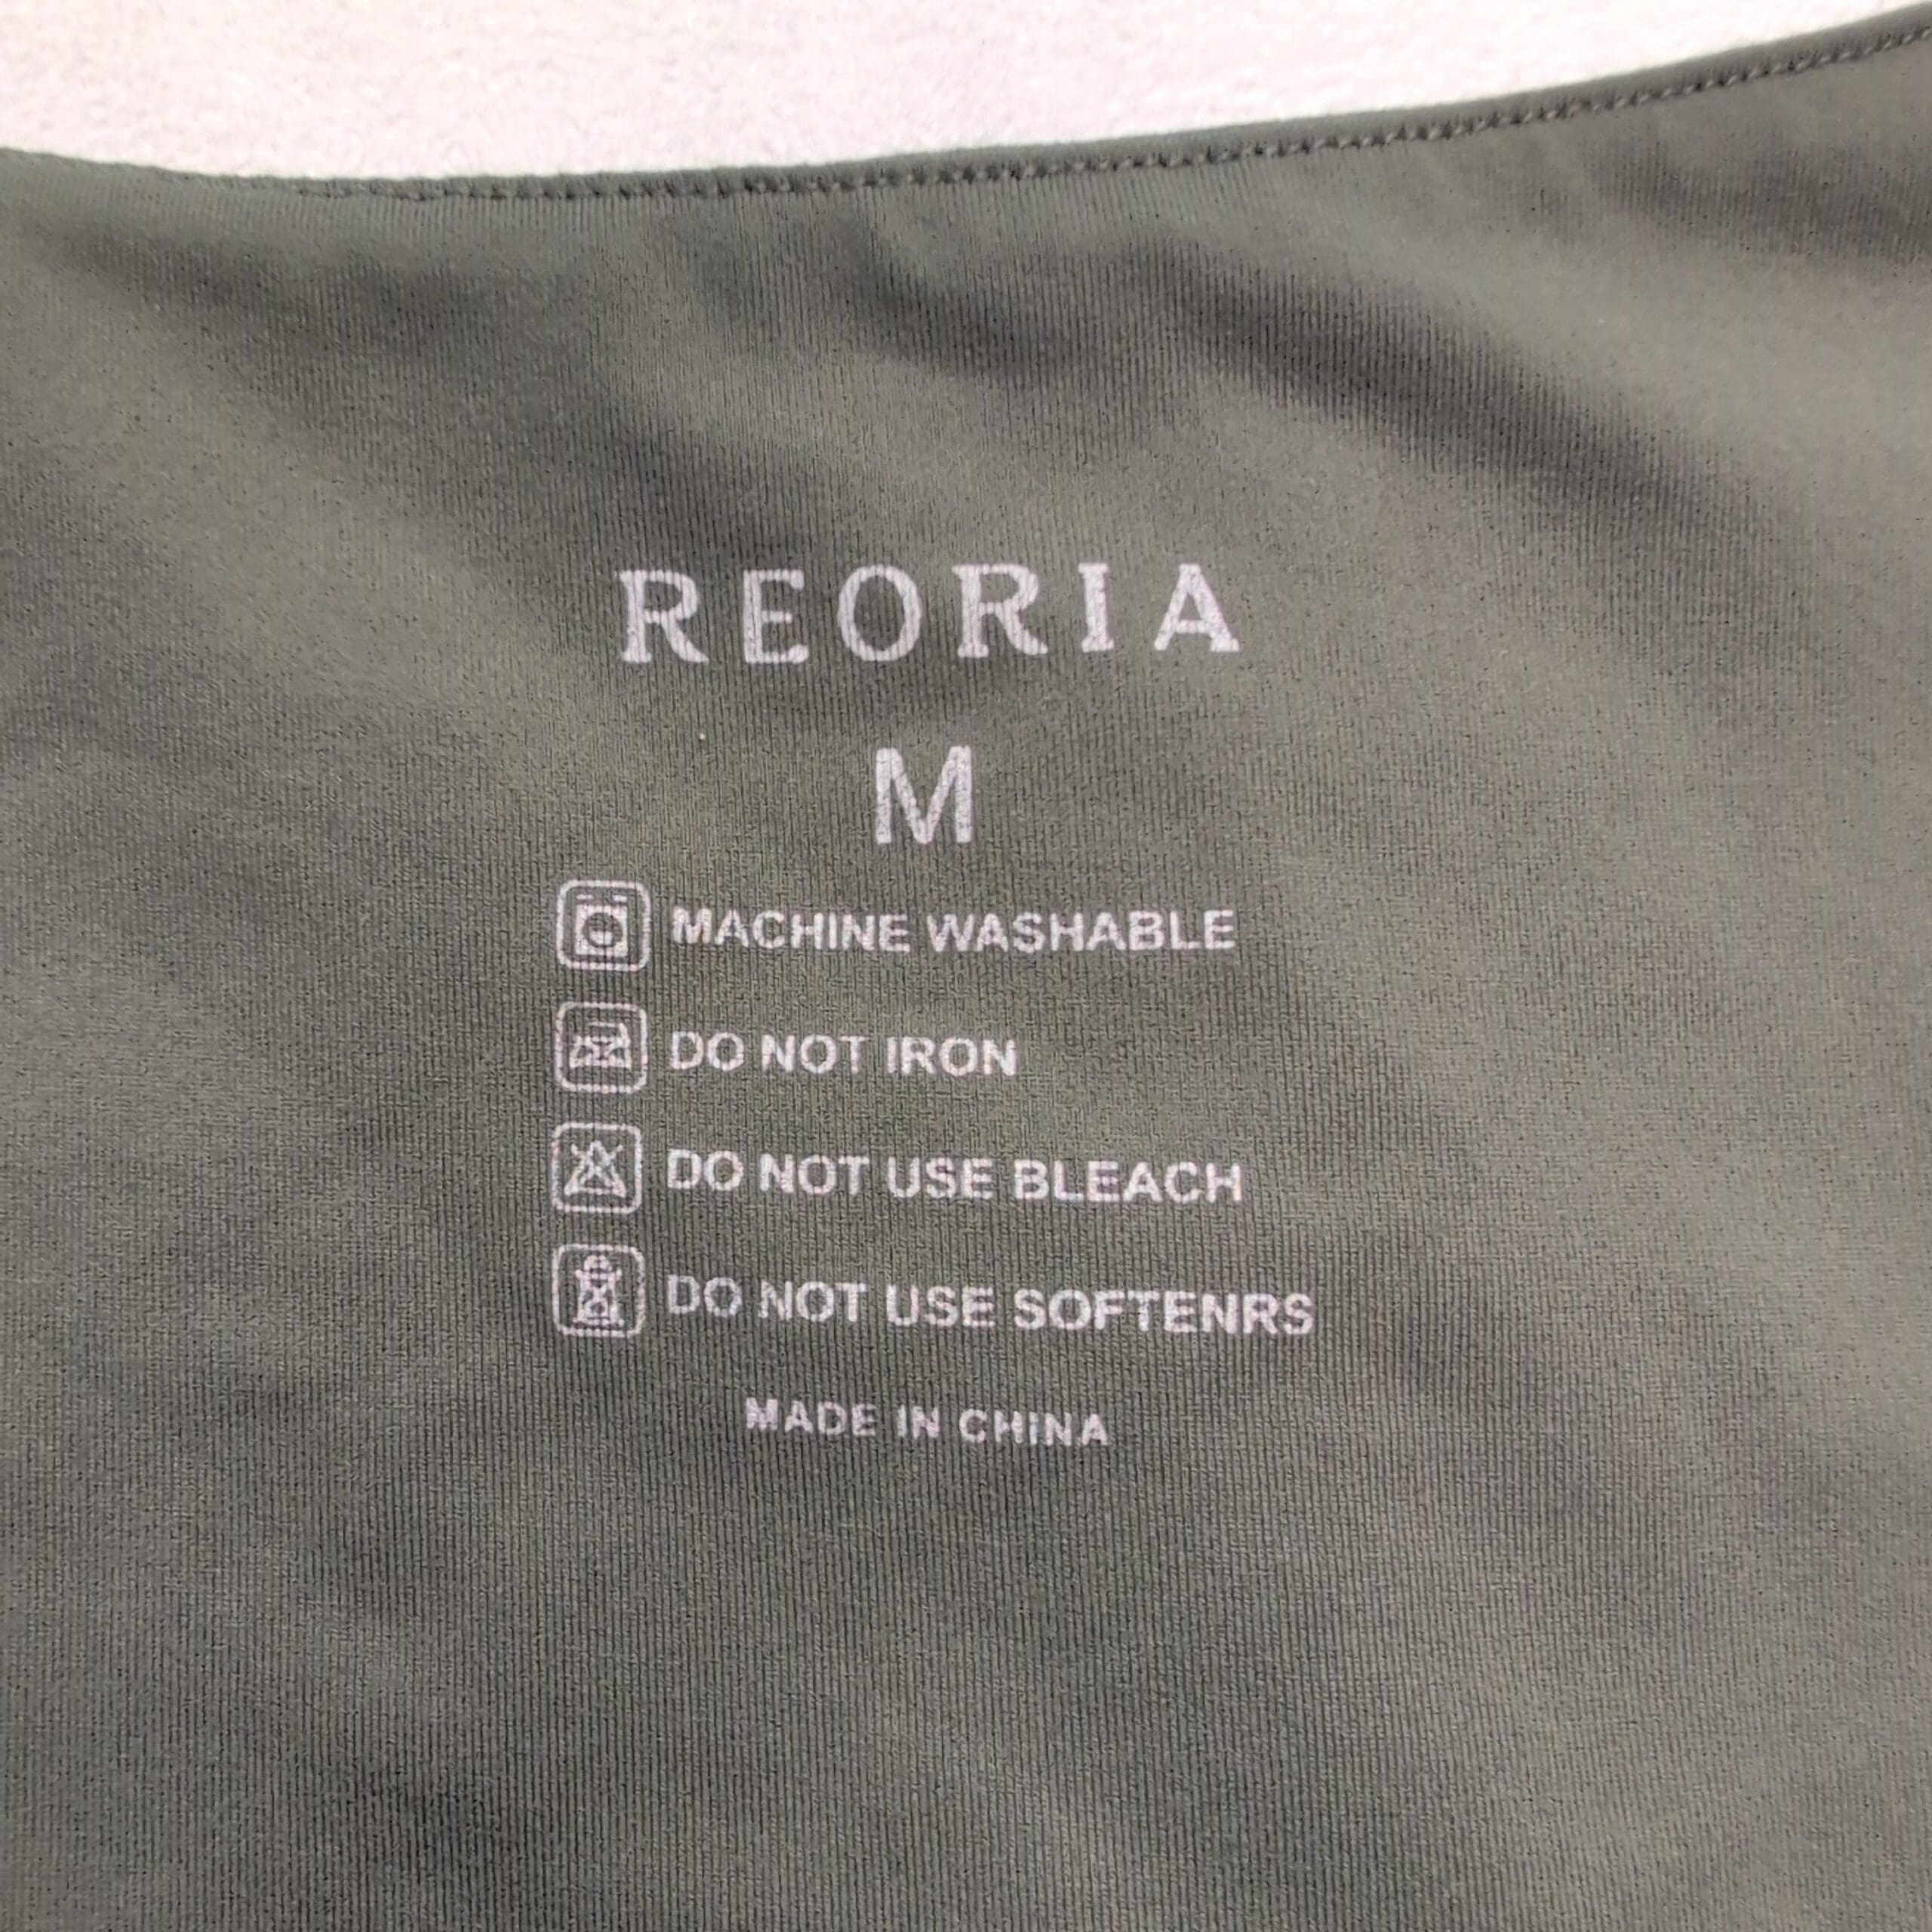 REORIA
M
MACHINE WASHABLE
DO NOT IRON
DO NOT USE BLEACH
DO NOT USE SOFTENRS
MADE IN CHINA